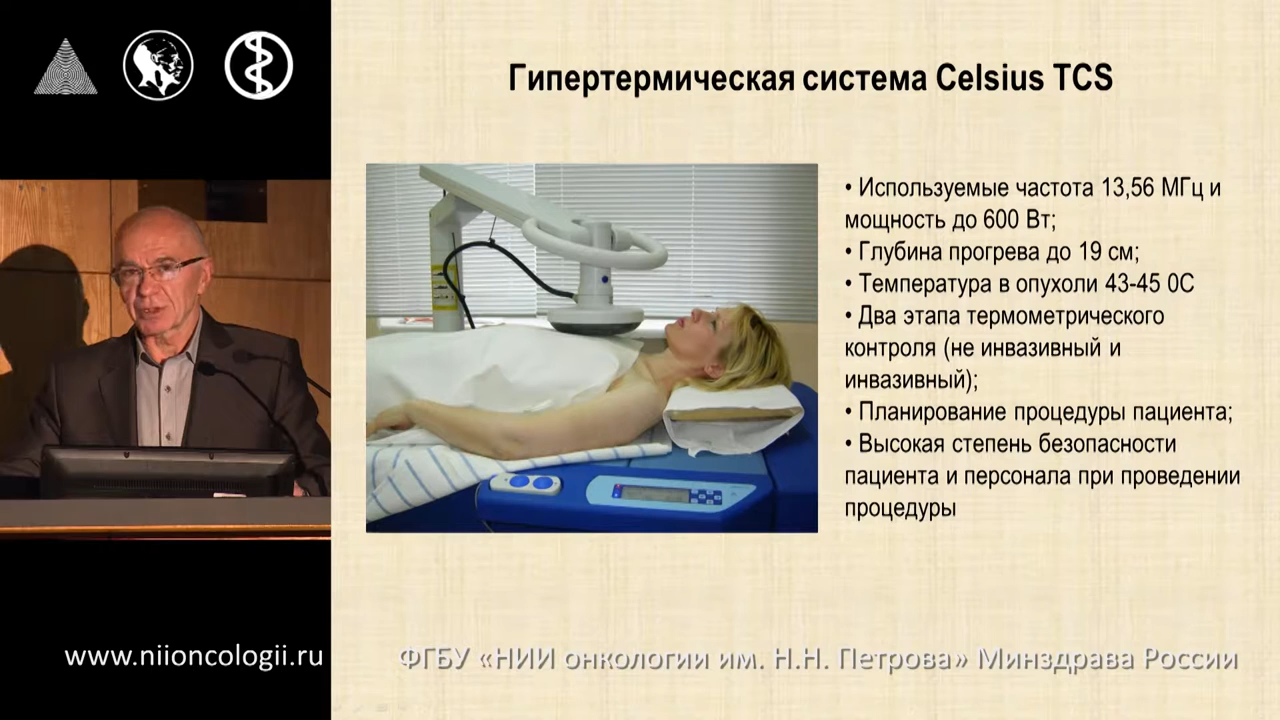 Гипертермическая система Celsius TCS
• Используемые частота 13,56 МГц и
мощность до 600 Вт;
• Глубина прогрева до 19 см;
• Температура в опухоли 43-45 0С
• Два этапа термометрического
контроля (не инвазивный и
инвазивный);
• Планирование процедуры пациента;
• Высокая степень безопасности
пациента и персонала при проведении
процедуры
www.niioncologii.ru
ФГБУ «НИИ онкологии им. Н.Н. Петрова» Минздрава России